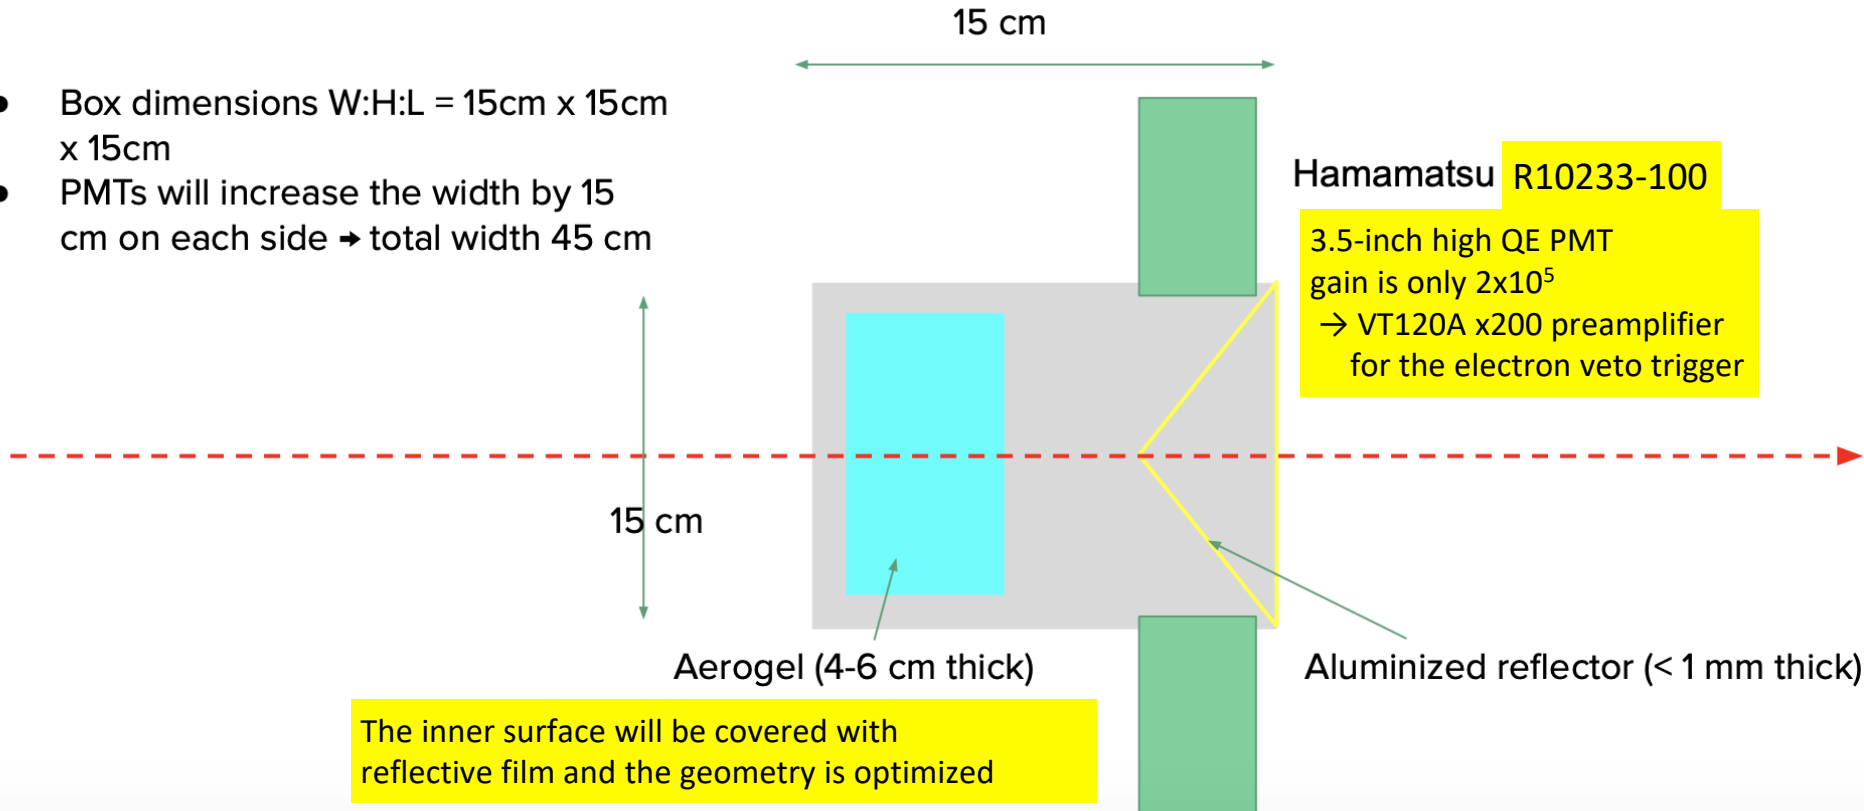 15 cm
● Box dimensions W:H:L = 15cm x 15cm
x 15cm
● PMTs will increase the width by 15
cm on each side → total width 45 cm
Hamamatsu R10233-100
3.5-inch high QE PMT
gain is only 2x10⁵
→ VT120A x200 preamplifier
for the electron veto trigger
15 cm
Aerogel (4-6 cm thick)
Aluminized reflector (< 1 mm thick)
The inner surface will be covered with
reflective film and the geometry is optimized